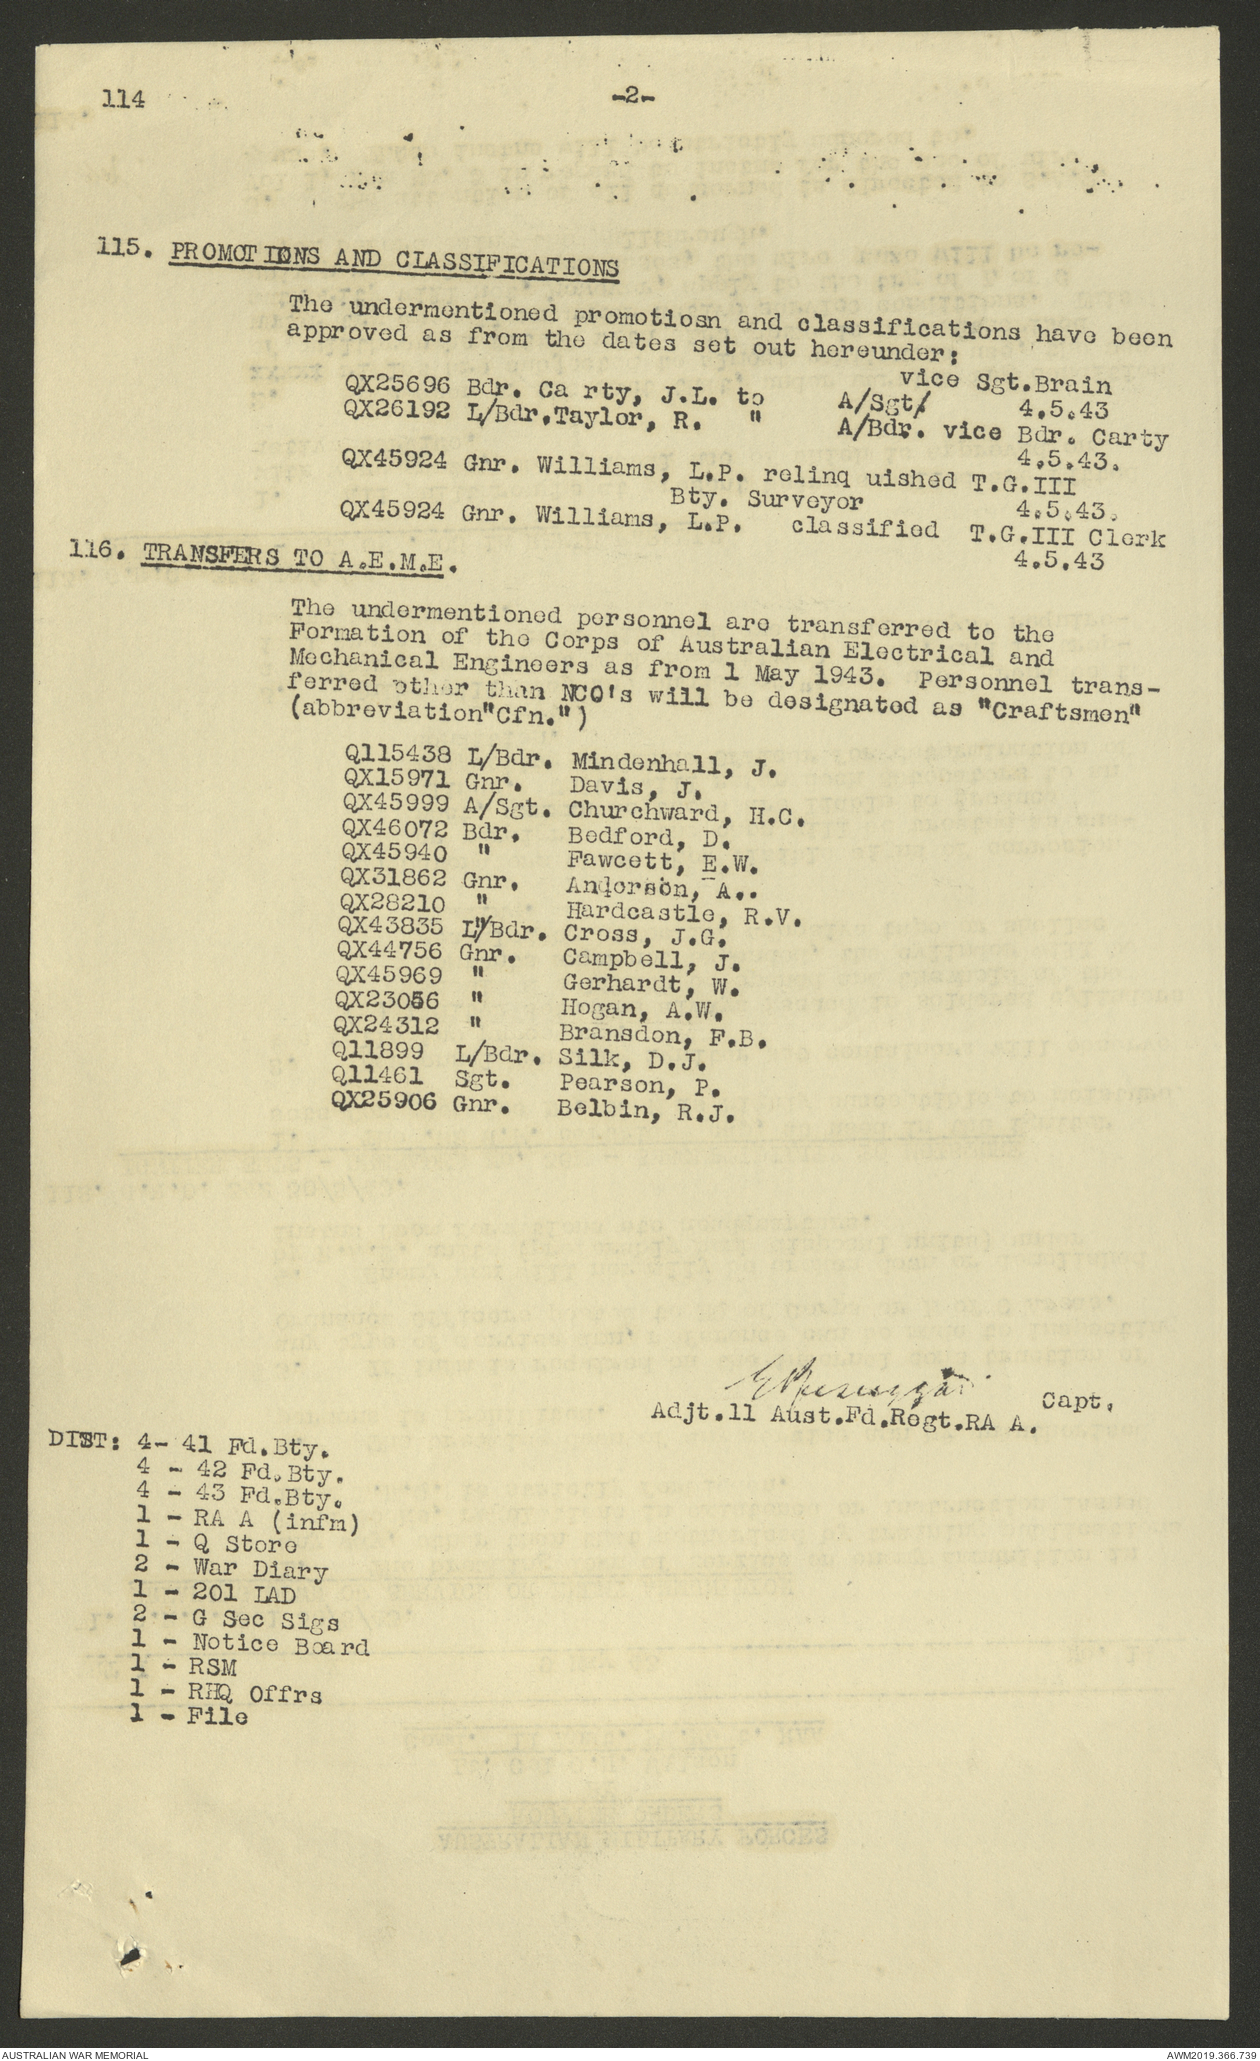 114
-2-
115. PROMOTIONS AND CLASSIFICATIONS
The undermentioned promotiosn and classifications have been
approved as from the dates set out hereunder:
vice Sgt.Brain
QX25696 Bdr. Ca rty, J.L. to A/Sgt/ 4.5.43
QX26192 L/Bdr.Taylor, R. " A/Bdr. vice Bdr. Carty
4.5.43.
QX45924 Gnr. Williams, L.P. relinq uished T.G.III
Bty. Surveyor 4.5.43.
QX45924 Gnr. Williams, L.P. classified T.G.III Clerk
4.5.43
116. TRANSFERS TO A.E.M.E.
The undermentioned personnel are transferred to the
Formation of the Corps of Australian Electrical and
Mechanical Engineers as from 1 May 1943. Personnel trans-
ferred other than NCO's will be designated as "Craftsmen"
(abbreviation"Cfn.")
Q115438 L/Bdr. Mindenhall, J.
QX15971 Gnr. Davis, J.
QX45999 A/Sgt. Churchward, H.C.
QX46072 Bdr. Bedford, D.
QX45940 " Fawcett, E.W.
QX31862 Gnr. Anderson, A..
QX28210 " Hardcastle, R.V.
QX43835 L/Bdr. Cross, J.G.
QX44756 Gnr. Campbell, J.
QX45969 " Gerhardt, W.
QX23056 " Hogan, A.W.
QX24312 " Bransdon, F.B.
Q11899 L/Bdr. Silk, D.J.
Q11461 Sgt. Pearson, P.
QX25906 Gnr. Belbin, R.J.
Capt.
Adjt.11 Aust.Fd.Regt.RA A.
DIST: 4- 41 Fd.Bty.
4 - 42 Fd.Bty.
4 - 43 Fd.Bty.
1 - RA A (infm)
1 - Q Store
2 - War Diary
1 - 201 LAD
2 - G Sec Sigs
1 - Notice Board
1 - RSM
1 - RHQ Offrs
1 - File
AUSTRALIAN WAR MEMORIAL
AWM2019.366.739